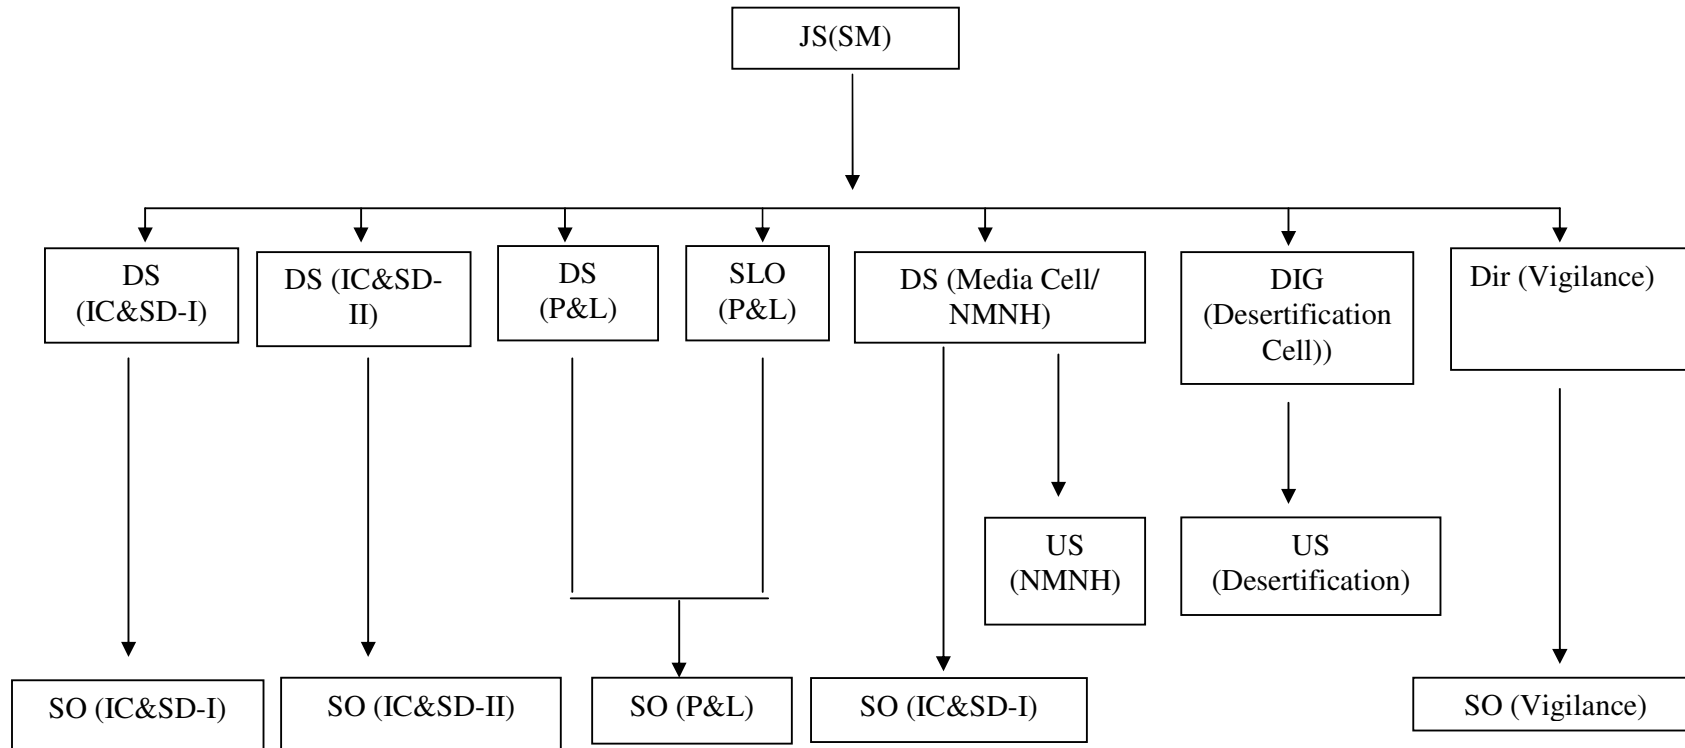 JS(SM)
DS
(IC&SD-I)
DS (IC&SD-
II)
DS
(P&L)
SLO
(P&L)
DS (Media Cell/
NMNH)
DIG
(Desertification
Cell))
Dir (Vigilance)
US
(NMNH)
US
(Desertification)
SO (IC&SD-I)
SO (IC&SD-II)
SO (P&L)
SO (IC&SD-I)
SO (Vigilance)